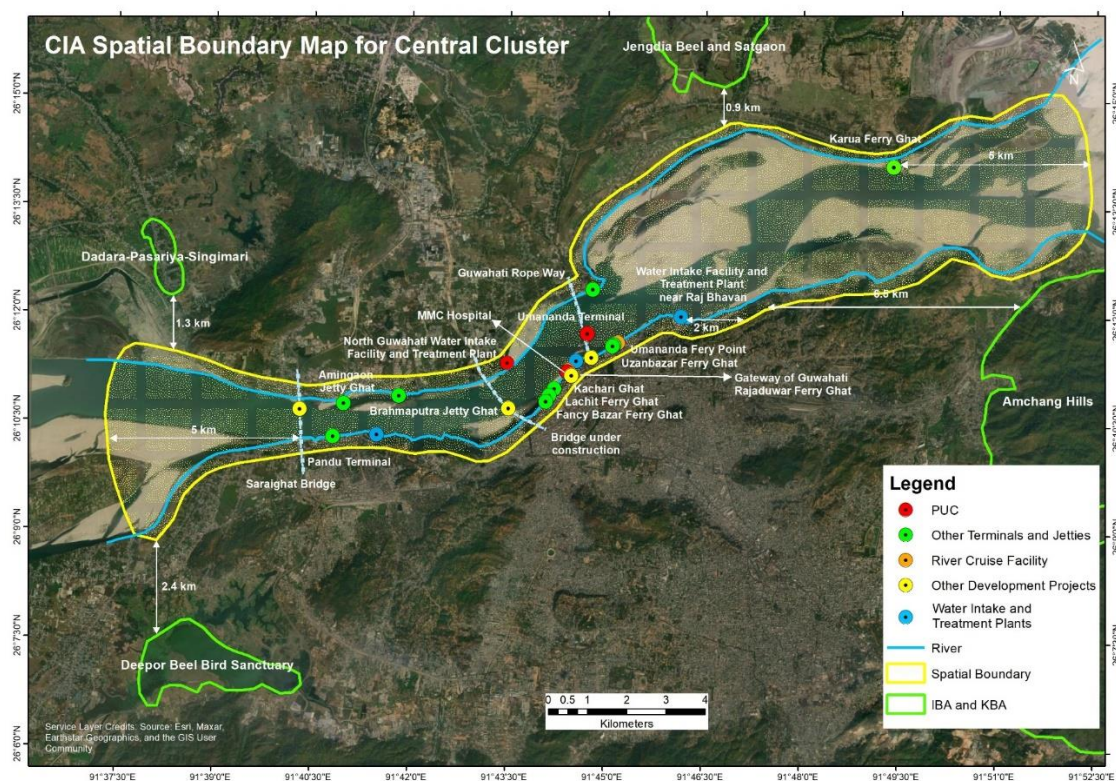 CIA Spatial Boundary Map for Central Cluster
Jengdia Beel and Satgaon
0.9 km
Karua Ferry Ghat
Dadara-Pasariya-Singimari
1.3 km
Guwahati Rope Way
Water Intake Facility and
Treatment Plant
near Raj Bhavan
2 km
MMC Hospital
Umananda Terminal
North Guwahati Water Intake
Facility and Treatment Plant
Umananda Fery Point
Uzanbazar Ferry Ghat
Amingaon
Jetty Ghat
Brahmaputra Jetty Ghat
Kachari Ghat
Lachit Ferry Ghat
Fancy Bazar Ferry Ghat
Gateway of Guwahati
Rajaduwar Ferry Ghat
Amchang Hills
5 km
Bridge under
construction
Pandu Terminal
Saraighat Bridge
2.4 km
Deepor Beel Bird Sanctuary
Legend
PUC
Other Terminals and Jetties
River Cruise Facility
Other Development Projects
Water Intake and
Treatment Plants
River
Spatial Boundary
IBA and KBA
0 0.5 1 2 3 4
Kilometers
Service Layer Credits: Source: Esri, Maxar,
Earthstar Geographics, and the GIS User
Community
26°15'0"N
26°13'30"N
26°12'0"N
26°10'30"N
26°9'0"N
26°7'30"N
26°6'0"N
91°37'30"E
91°39'0"E
91°40'30"E
91°42'0"E
91°43'30"E
91°45'0"E
91°46'30"E
91°48'0"E
91°49'30"E
91°51'0"E
91°52'30"E